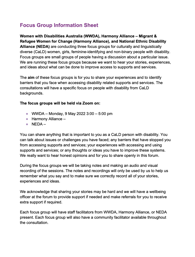 Focus Group Information Sheet
Women with Disabilities Australia (WWDA), Harmony Alliance – Migrant &
Refugee Women for Change (Harmony Alliance), and National Ethnic Disability
Alliance (NEDA) are conducting three focus groups for culturally and linguistically
diverse (CaLD) women, girls, feminine-identifying and non-binary people with disability.
Focus groups are small groups of people having a discussion about a particular issue.
We are running these focus groups because we want to hear your stories, experiences,
and ideas about what can be done to improve access to supports and services.
The aim of these focus groups is for you to share your experiences and to identify
barriers that you face when accessing disability-related supports and services. The
consultations will have a specific focus on people with disability from CaLD
backgrounds.
The focus groups will be held via Zoom on:
WWDA – Monday, 9 May 2022 3:00 – 5:00pm
Harmony Alliance –
NEDA –
You can share anything that is important to you as a CaLD person with disability. You
can talk about issues or challenges you have faced; any barriers that have stopped you
from accessing supports and services; your experiences with accessing and using
supports and services; or any thoughts or ideas you have to improve these systems.
We really want to hear honest opinions and for you to share openly in this forum.
During the focus groups we will be taking notes and making an audio and visual
recording of the sessions. The notes and recordings will only be used by us to help us
remember what you say and to make sure we correctly record all of your stories,
experiences and ideas.
We acknowledge that sharing your stories may be hard and we will have a wellbeing
officer at the forum to provide support if needed and make referrals for you to receive
extra support if required.
Each focus group will have staff facilitators from WWDA, Harmony Alliance, or NEDA
present. Each focus group will also have a community facilitator available throughout
the consultation.